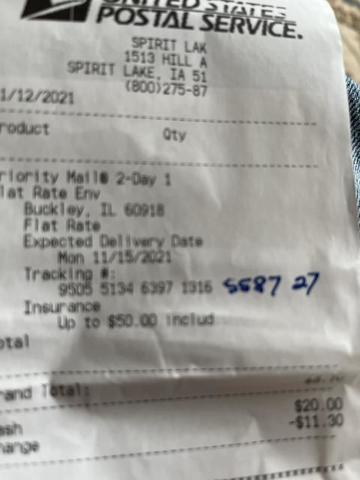 UNITED STATES
POSTAL SERVICE.
SPIRIT LAK
1513 HILL A
SPIRIT LAKE, IA 51
(800)275-87
1/12/2021
roduct Qty
riority Mail® 2-Day 1
lat Rate Env
Buckley, IL 60918
Flat Rate
Expected Delivery Date
Mon 11/15/2021
Tracking #:
9505 5134 6397 1316 5587 27
Insurance
Up to $50.00 includ
otal
rand Total:
$20.00
ash -$11.30
hange